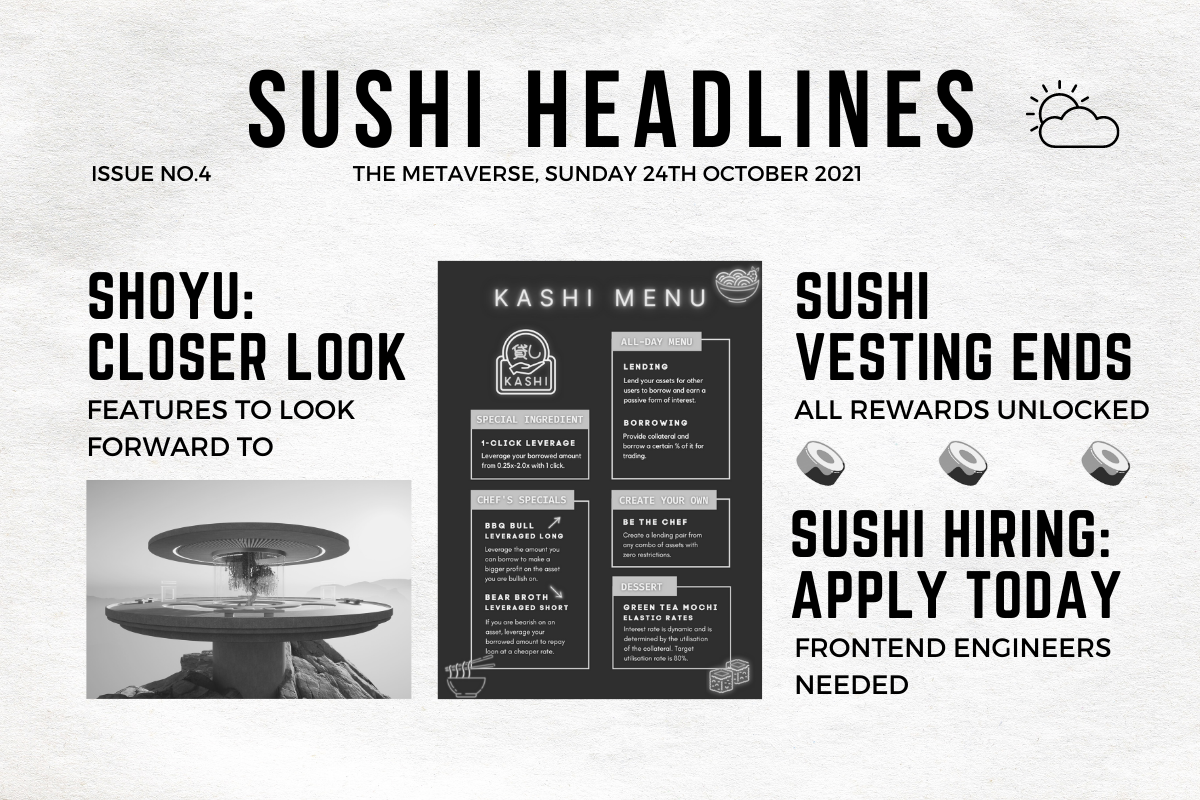 SUSHI HEADLINES
ISSUE NO.4
THE METAVERSE, SUNDAY 24TH OCTOBER 2021
SHOYU:
CLOSER LOOK
FEATURES TO LOOK
FORWARD TO
KASHI MENU
貸し
KASHI
SPECIAL INGREDIENT
1-CLICK LEVERAGE
Leverage your borrowed amount
from 0.25x-2.0x with 1 click.
CHEF'S SPECIALS
BBQ BULL
LEVERAGED LONG
Leverage the amount you
can borrow to make a
bigger profit on the asset
you are bullish on.
BEAR BROTH
LEVERAGED SHORT
If you are bearish on an
asset, leverage your
borrowed amount to repay
loan at a cheaper rate.
ALL-DAY MENU
LENDING
Lend your assets for other
users to borrow and earn a
passive form of interest.
BORROWING
Provide collateral and
borrow a certain % of it for
trading.
CREATE YOUR OWN
BE THE CHEF
Create a lending pair from
any combo of assets with
zero restrictions.
DESSERT
GREEN TEA MOCHI
ELASTIC RATES
Interest rate is dynamic and is
determined by the utilisation
of the collateral. Target
utilisation rate is 80%.
SUSHI
VESTING ENDS
ALL REWARDS UNLOCKED
SUSHI HIRING:
APPLY TODAY
FRONTEND ENGINEERS
NEEDED